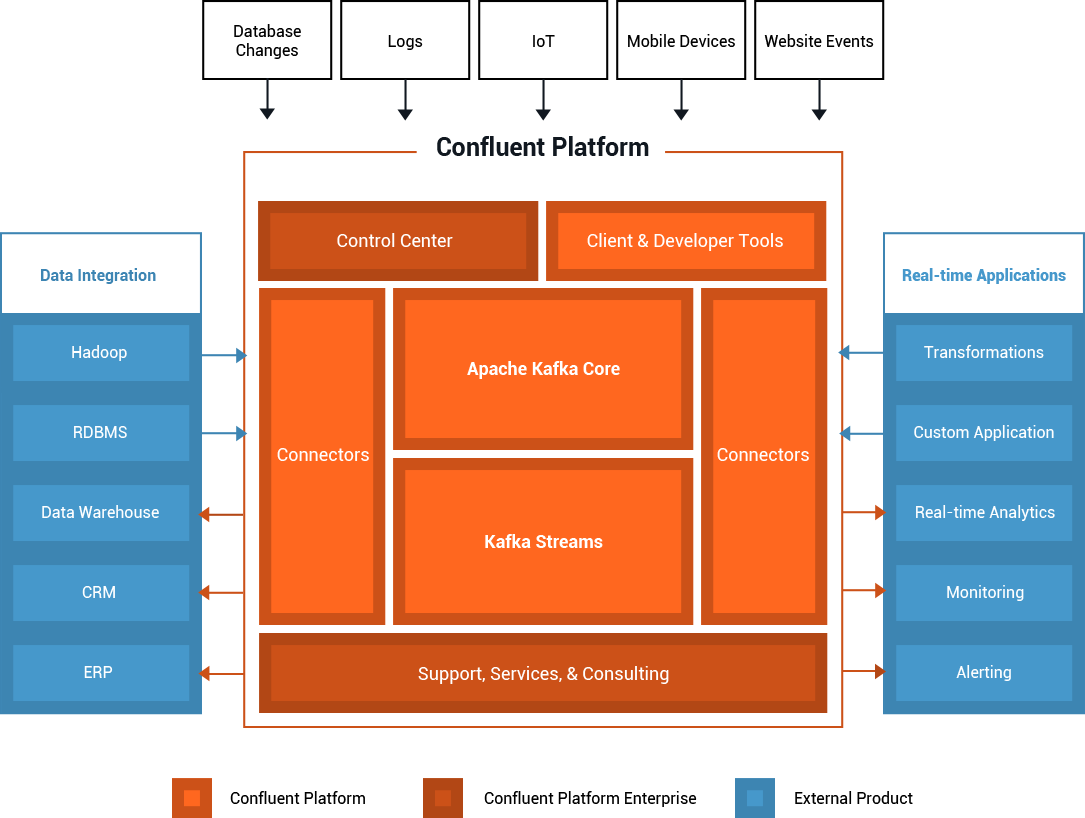 Database
Changes
Logs
IoT
Mobile Devices
Website Events
Confluent Platform
Control Center
Client & Developer Tools
Data Integration
Real-time Applications
Hadoop
Transformations
Apache Kafka Core
RDBMS
Custom Application
Connectors
Connectors
Data Warehouse
Real-time Analytics
Kafka Streams
CRM
Monitoring
ERP
Support, Services, & Consulting
Alerting
Confluent Platform
Confluent Platform Enterprise
External Product